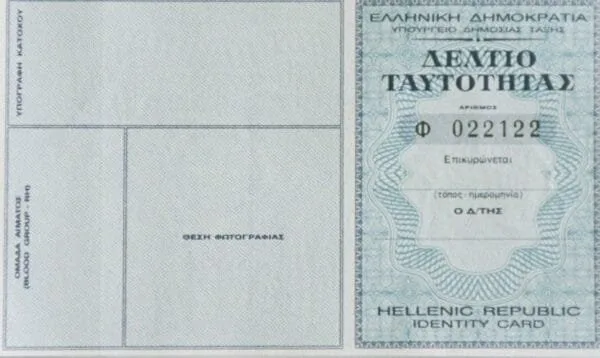 ΥΠΟΓΡΑΦΗ ΚΑΤΟΧΟΥ
ΟΜΑΔΑ ΑΙΜΑΤΟΣ
(BLOOD GROUP - RH)
ΘΕΣΗ ΦΩΤΟΓΡΑΦΙΑΣ
ΕΛΛΗΝΙΚΗ ΔΗΜΟΚΡΑΤΙΑ
ΥΠΟΥΡΓΕΙΟ ΔΗΜΟΣΙΑΣ ΤΑΞΗΣ
ΔΕΛΤΙΟ
ΤΑΥΤΟΤΗΤΑΣ
ΑΡΙΘΜΟΣ
Φ 022122
Επικυρώνεται
(τόπος - ημερομηνία)
Ο Δ/ΤΗΣ
HELLENIC REPUBLIC
IDENTITY CARD